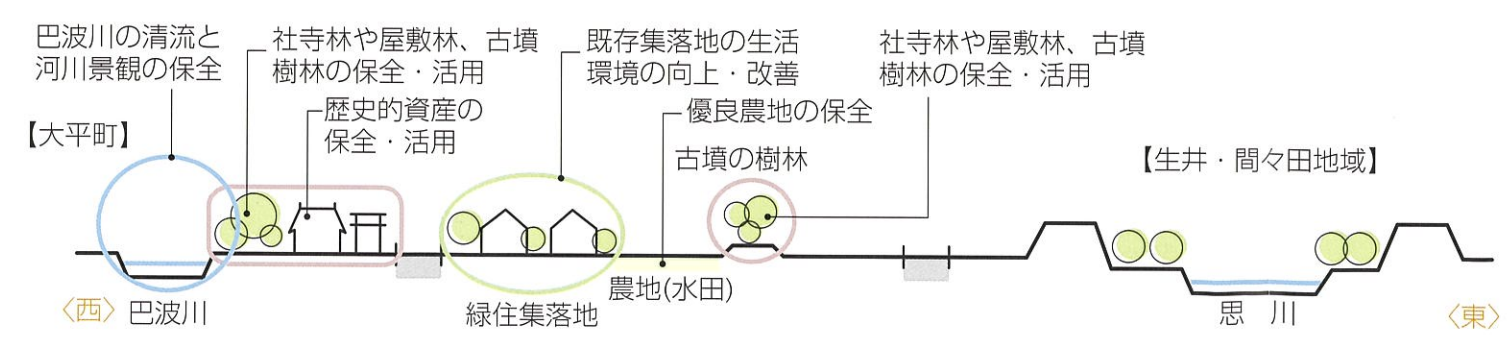 巴波川の清流と
河川景観の保全
社寺林や屋敷林、古墳
樹林の保全・活用
歴史的資産の
保全・活用
既存集落地の生活
環境の向上・改善
優良農地の保全
社寺林や屋敷林、古墳
樹林の保全・活用
【大平町】
古墳の樹林
【生井・間々田地域】
〈西〉
巴波川
緑住集落地
農地(水田)
思 川
〈東〉